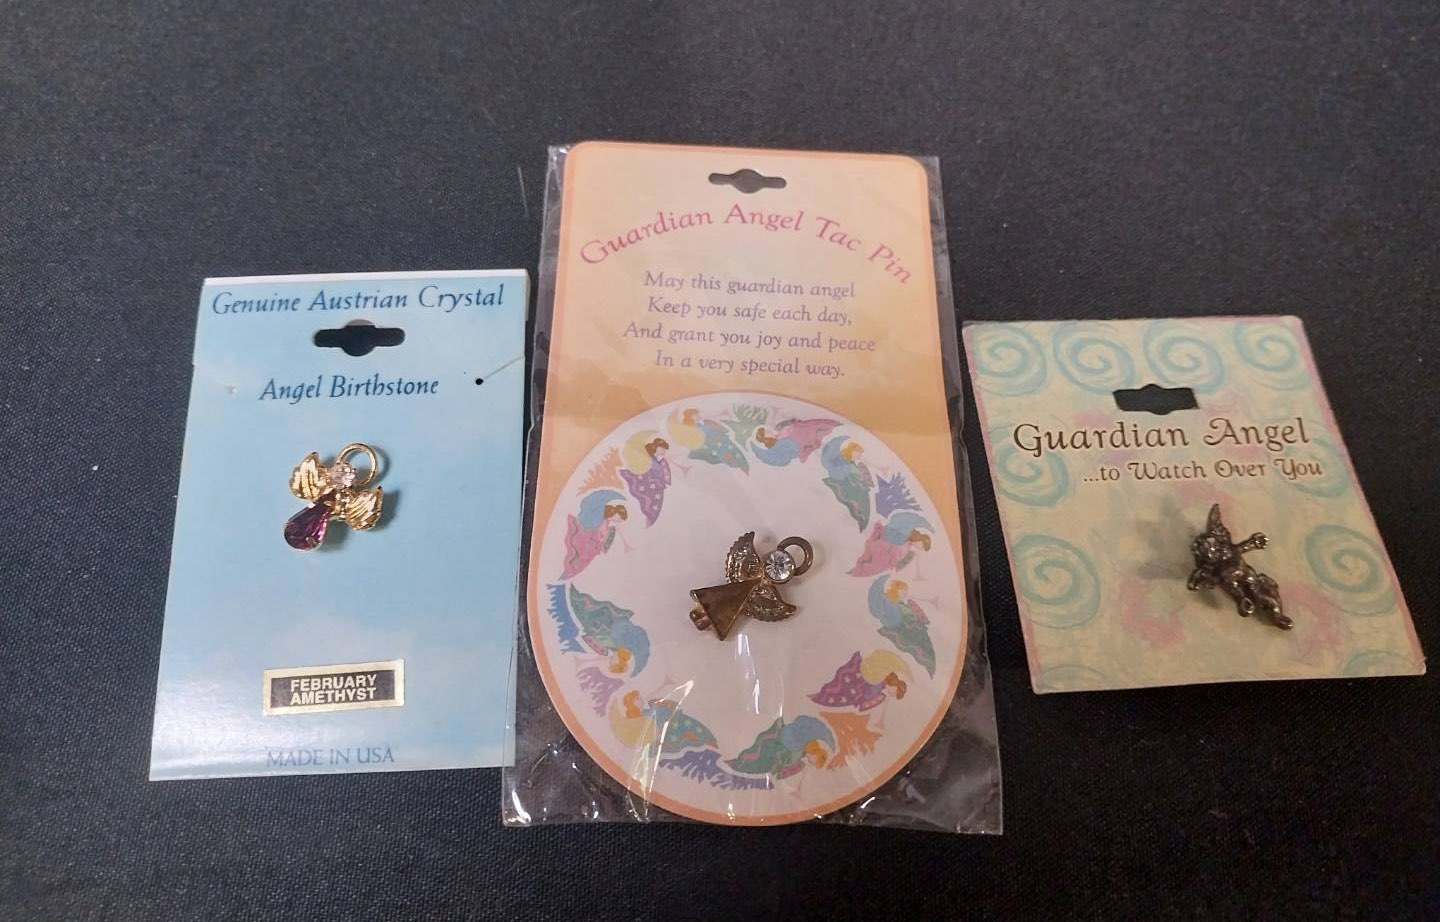 Genuine Austrian Crystal
Angel Birthstone
FEBRUARY
AMETHYST
MADE IN USA
Guardian Angel Tac Pin
May this guardian angel
Keep you safe each day,
And grant you joy and peace
In a very special way.
Guardian Angel
...to Watch Over You